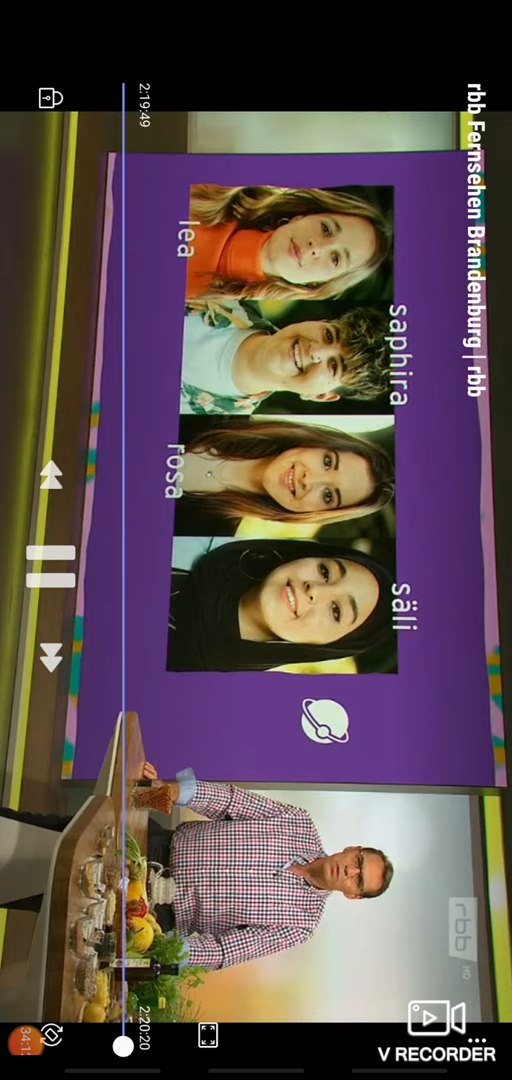 rbb Fernsehen Brandenburg | rbb
2:19:49
lea
saphira
rosa
säli
rbb
HD
2:20:20
V RECORDER